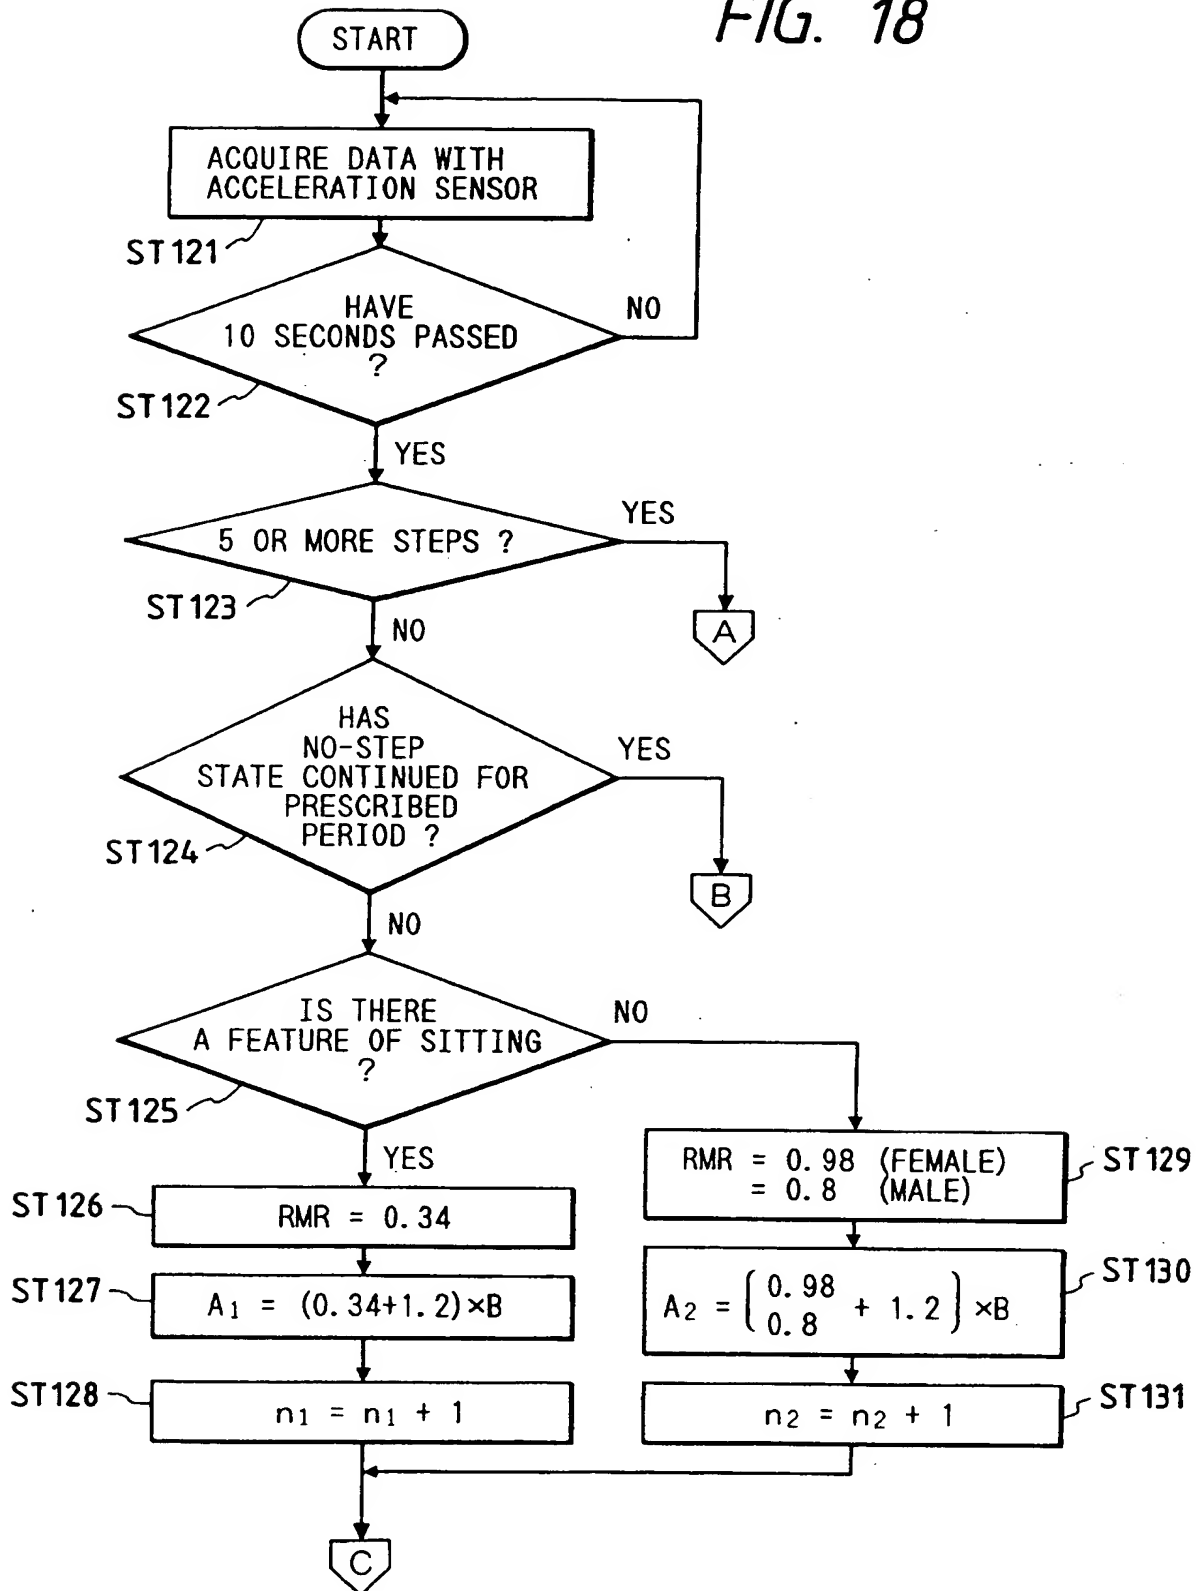 FIG. 18
START
ACQUIRE DATA WITH
ACCELERATION SENSOR
ST121
HAVE
10 SECONDS PASSED
?
NO
ST122
YES
5 OR MORE STEPS ?
YES
ST123
A
NO
HAS
NO-STEP
STATE CONTINUED FOR
PRESCRIBED
PERIOD ?
YES
ST124
B
NO
IS THERE
A FEATURE OF SITTING
?
NO
ST125
YES
RMR = 0.98 (FEMALE)
= 0.8 (MALE)
ST129
ST126
RMR = 0.34
ST127
A1 = (0.34+1.2)×B
A2 = (0.98
0.8 + 1.2) ×B
ST130
ST128
n1 = n1 + 1
n2 = n2 + 1
ST131
C